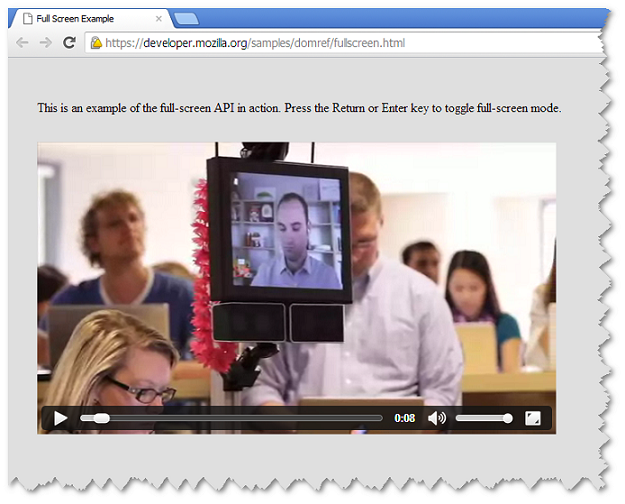 Full Screen Example
https://developer.mozilla.org/samples/domref/fullscreen.html
This is an example of the full-screen API in action. Press the Return or Enter key to toggle full-screen mode.
0:08